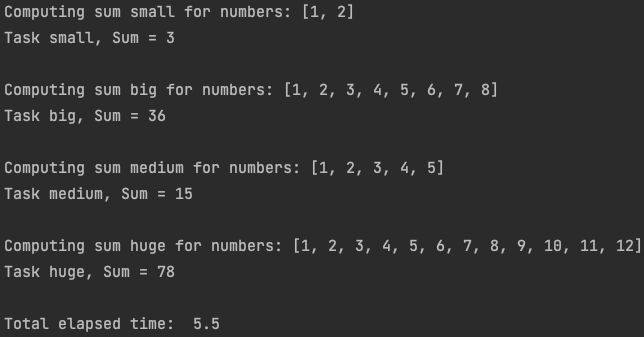 Computing sum small for numbers: [1, 2]
Task small, Sum = 3
Computing sum big for numbers: [1, 2, 3, 4, 5, 6, 7, 8]
Task big, Sum = 36
Computing sum medium for numbers: [1, 2, 3, 4, 5]
Task medium, Sum = 15
Computing sum huge for numbers: [1, 2, 3, 4, 5, 6, 7, 8, 9, 10, 11, 12]
Task huge, Sum = 78
Total elapsed time:  5.5